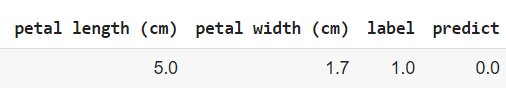 petal length (cm) petal width (cm) label predict
5.0 1.7 1.0 0.0